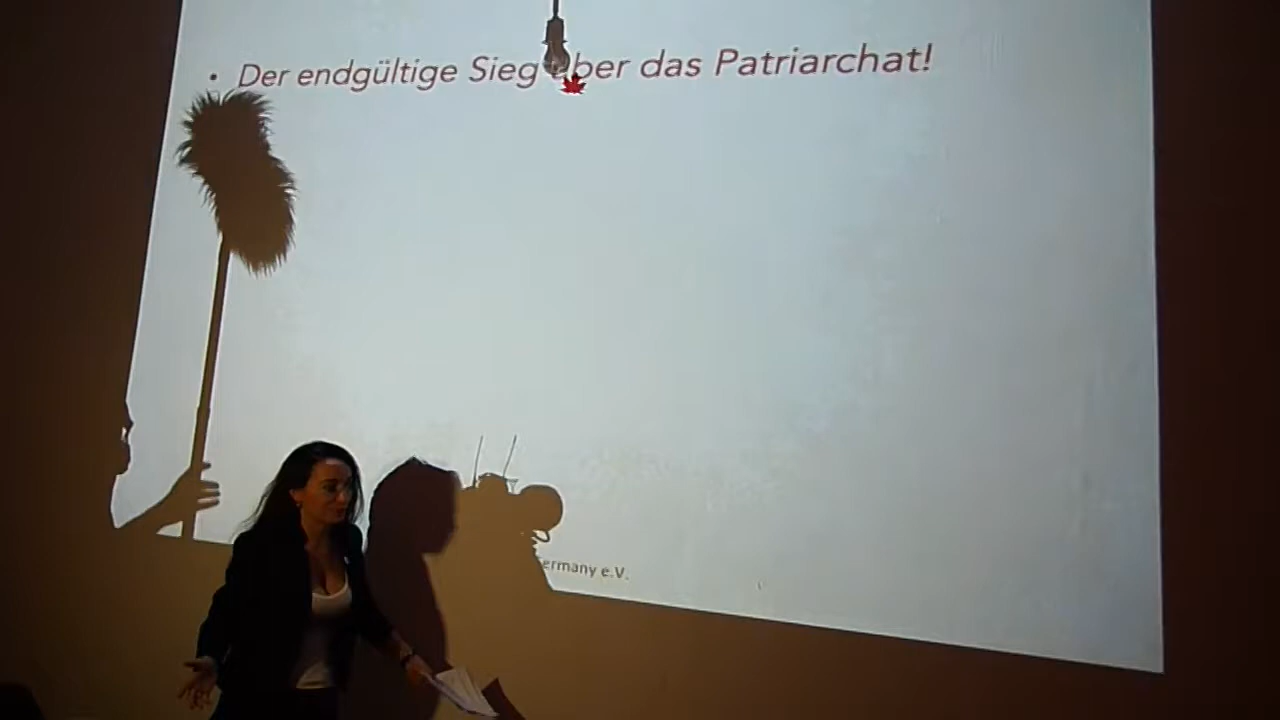 • Der endgültige Sieg über das Patriarchat!
ermany e.V.